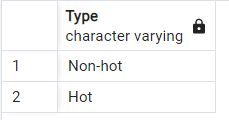 Type
character varying
1 Non-hot
2 Hot